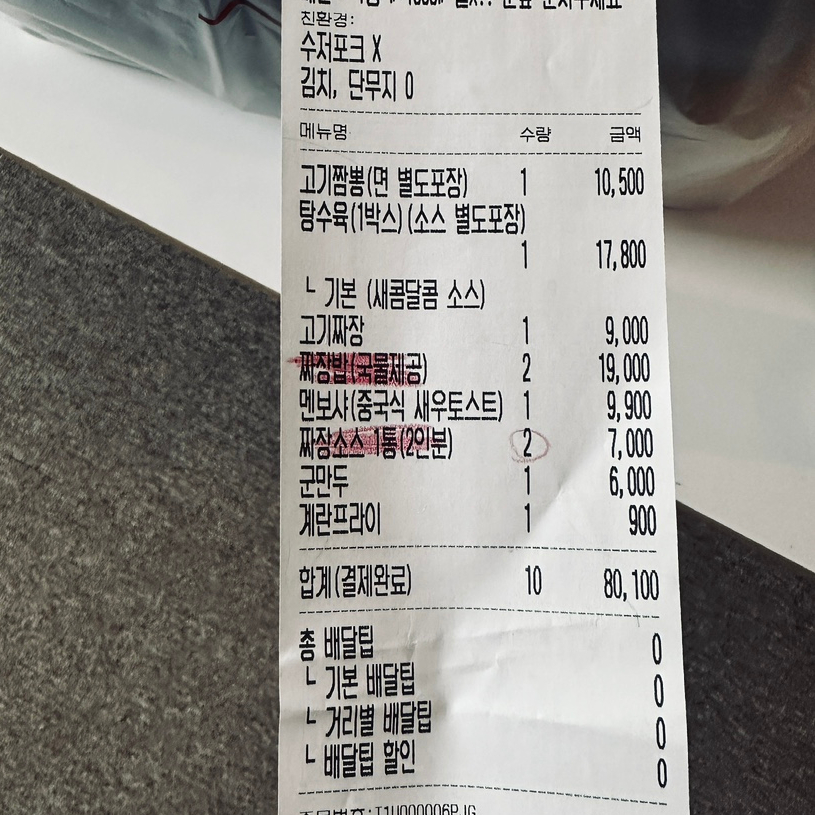 친환경:
수저포크 X
김치, 단무지 0
메뉴명 수량 금액
고기짬뽕(면 별도포장) 1 10,500
탕수육(1박스)(소스 별도포장)
1 17,800
└ 기본 (새콤달콤 소스)
고기짜장 1 9,000
짜장밥(국물제공) 2 19,000
멘보샤(중국식 새우토스트) 1 9,900
짜장소스 1통(2인분) 2 7,000
군만두 1 6,000
계란프라이 1 900
합계(결제완료) 10 80,100
총 배달팁 0
└ 기본 배달팁 0
└ 거리별 배달팁 0
└ 배달팁 할인 0